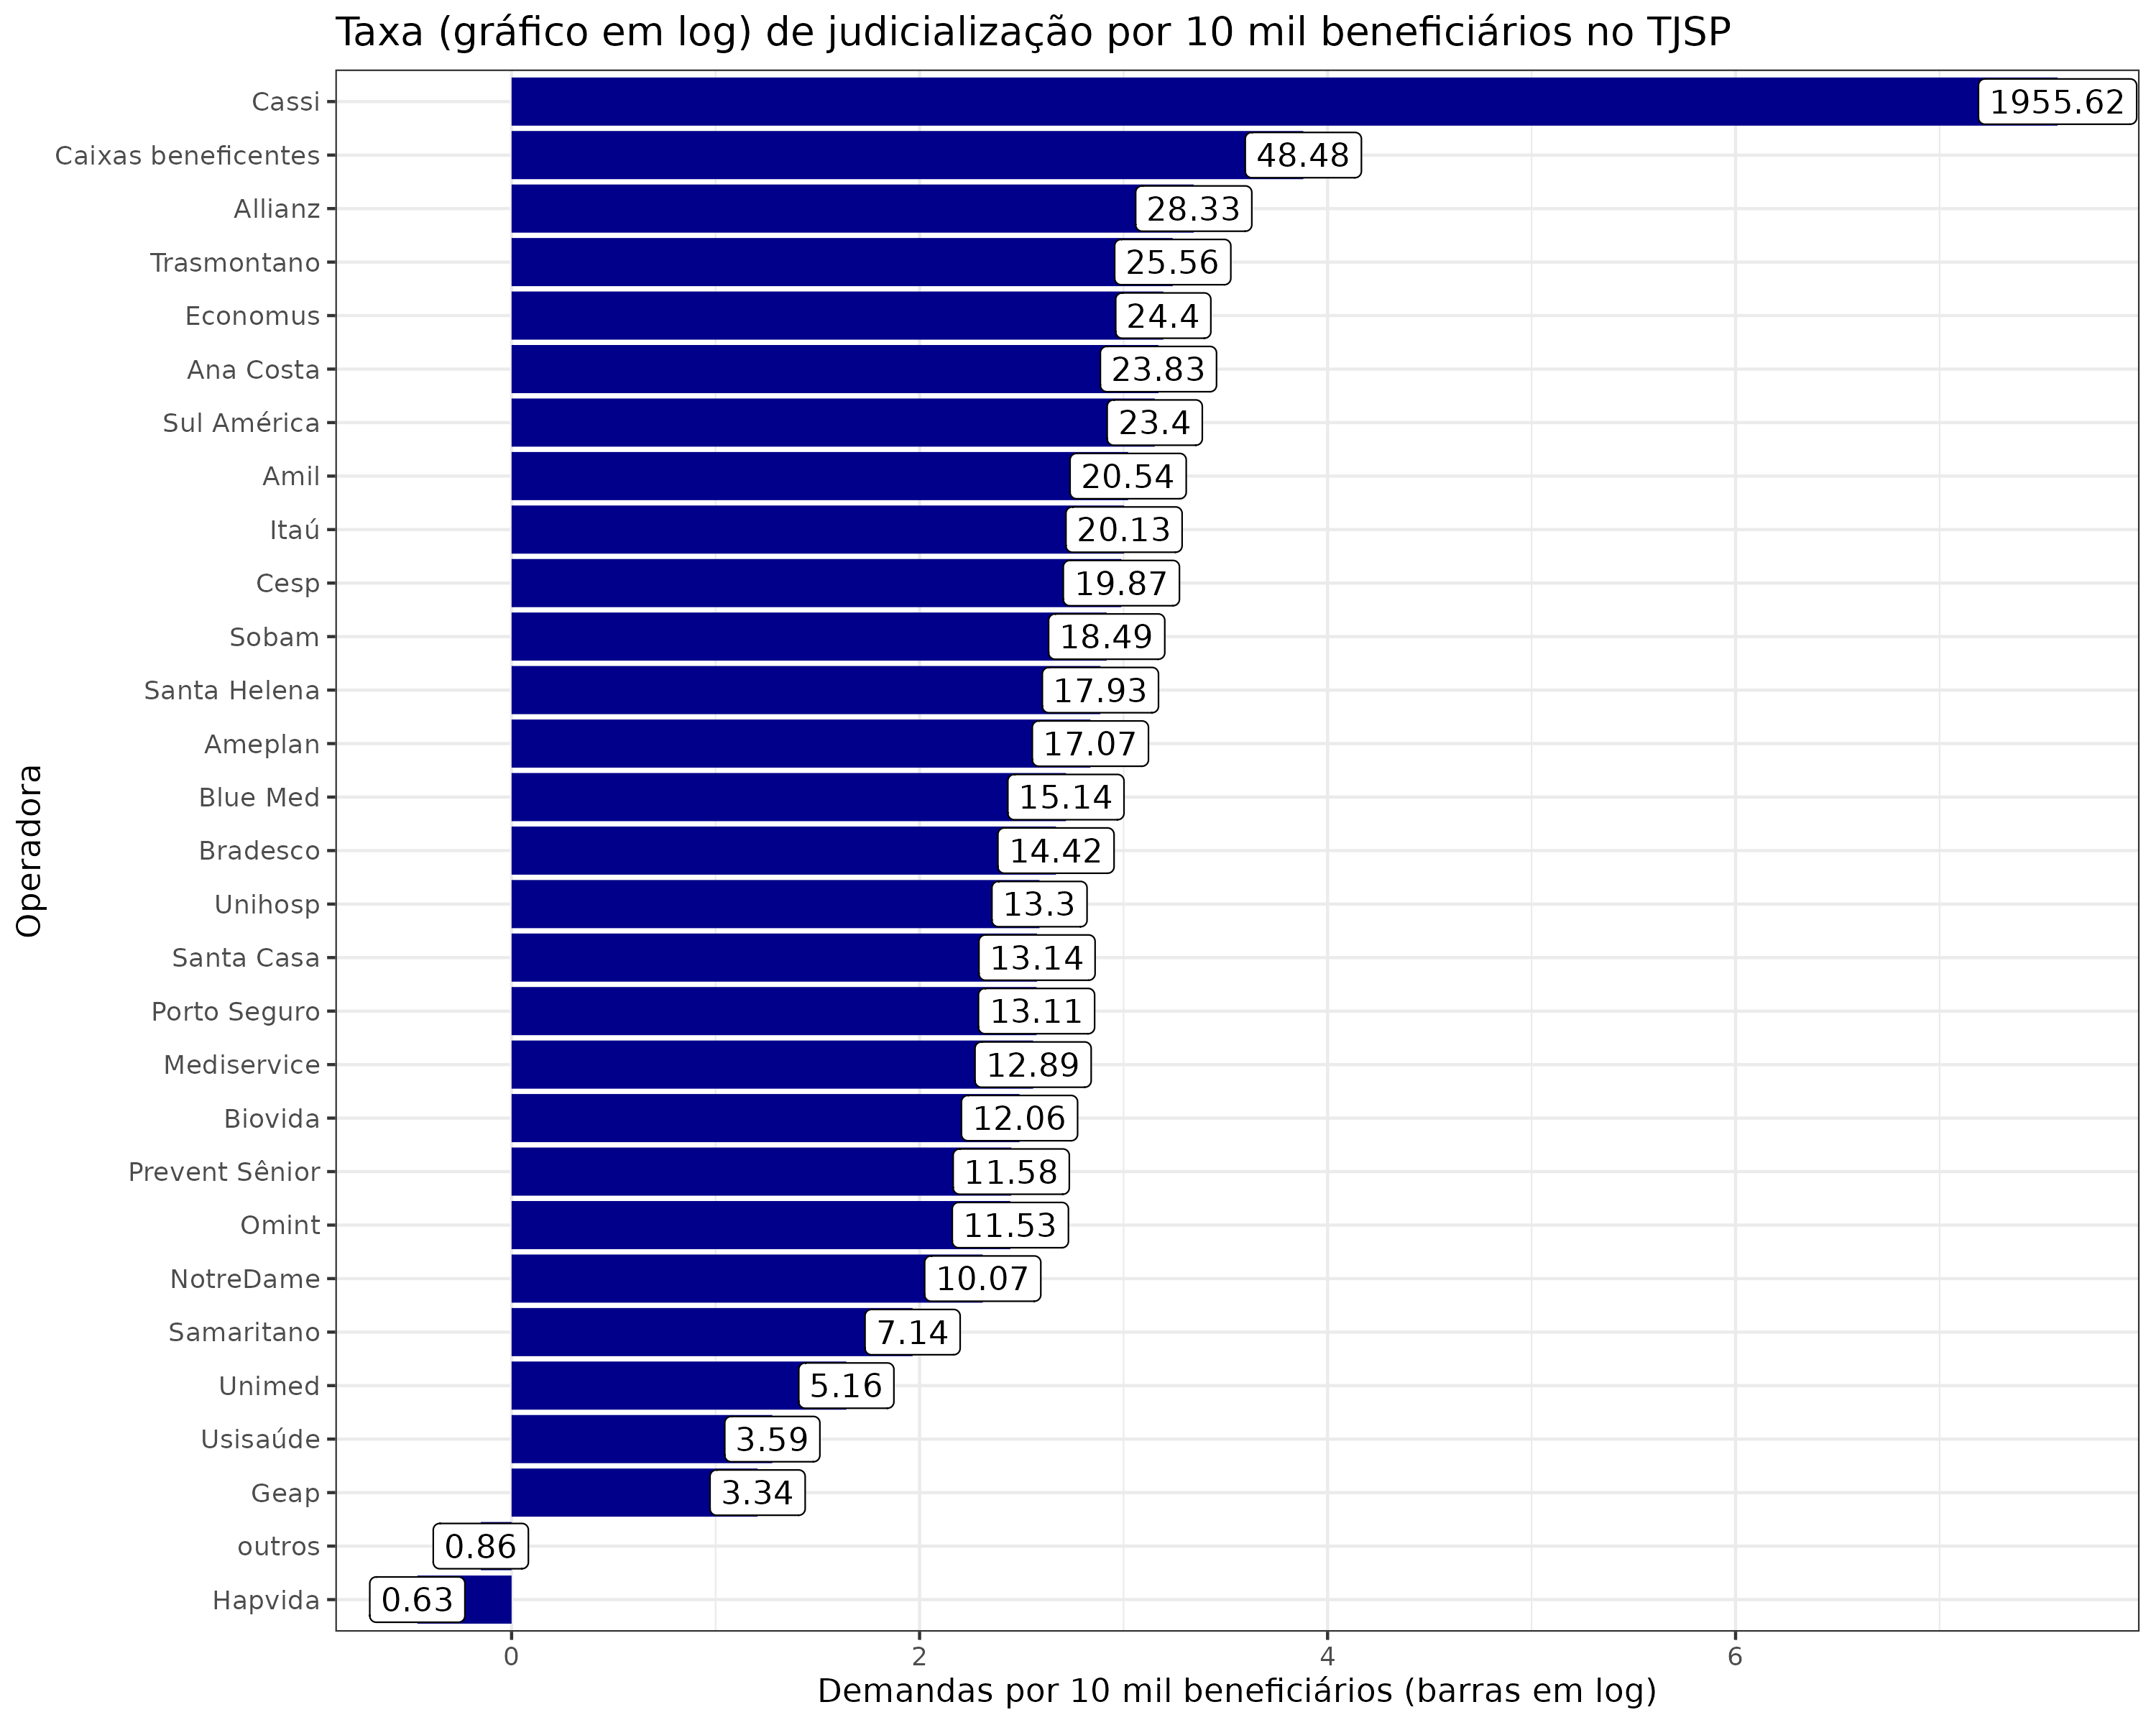 Taxa (gráfico em log) de judicialização por 10 mil beneficiários no TJSP
Operadora
Cassi 1955.62
Caixas beneficentes 48.48
Allianz 28.33
Trasmontano 25.56
Economus 24.4
Ana Costa 23.83
Sul América 23.4
Amil 20.54
Itaú 20.13
Cesp 19.87
Sobam 18.49
Santa Helena 17.93
Ameplan 17.07
Blue Med 15.14
Bradesco 14.42
Unihosp 13.3
Santa Casa 13.14
Porto Seguro 13.11
Mediservice 12.89
Biovida 12.06
Prevent Sênior 11.58
Omint 11.53
NotreDame 10.07
Samaritano 7.14
Unimed 5.16
Usisaúde 3.59
Geap 3.34
outros 0.86
Hapvida 0.63
0 2 4 6
Demandas por 10 mil beneficiários (barras em log)